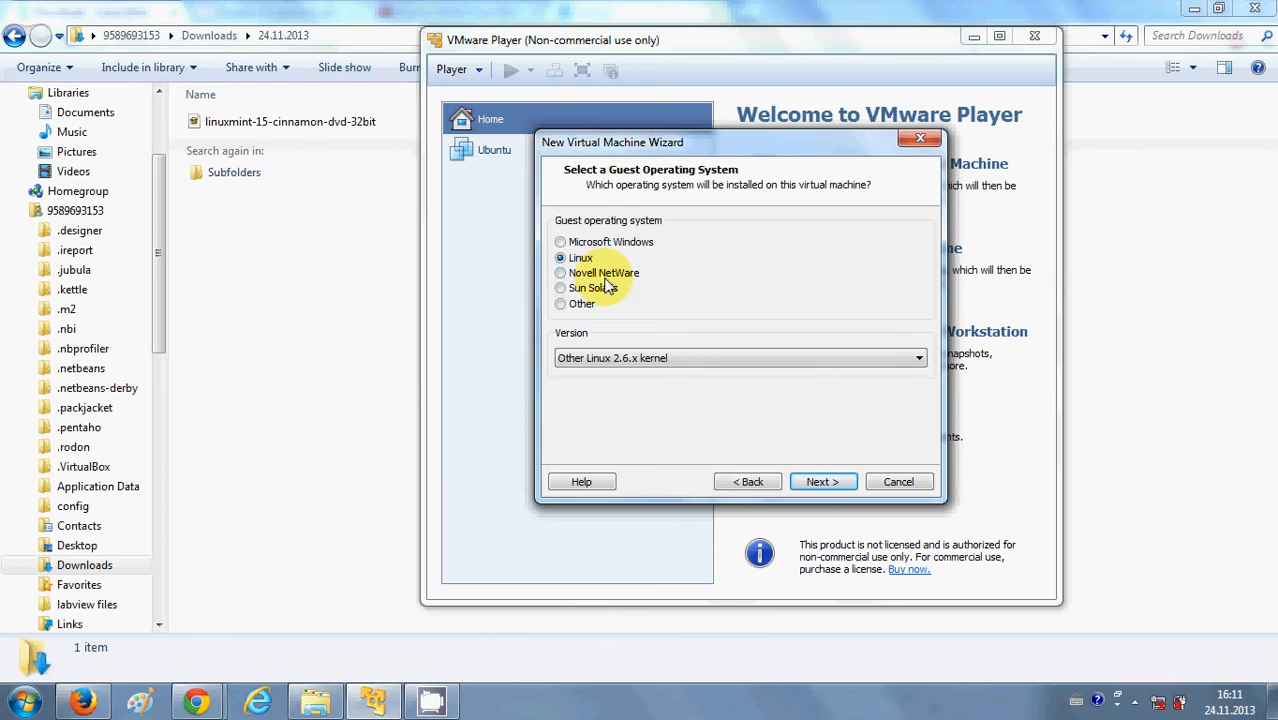 9589693153
Downloads
24.11.2013
Search Downloads
Organize
Include in library
Share with
Slide show
Burn
Libraries
Documents
Music
Pictures
Videos
Homegroup
9589693153
.designer
.ireport
.jubula
.kettle
.m2
.nbi
.nbprofiler
.netbeans
.netbeans-derby
.packjacket
.pentaho
.rodon
.VirtualBox
Application Data
config
Contacts
Desktop
Downloads
Favorites
labview files
Links
Name
linuxmint-15-cinnamon-dvd-32bit
Search again in:
Subfolders
1 item
VMware Player (Non-commercial use only)
Player
Home
Ubuntu
Welcome to VMware Player
Machine
which will then be
, which will then be
Workstation
This product is not licensed and is authorized for
non-commercial use only. For commercial use,
purchase a license. Buy now.
New Virtual Machine Wizard
Select a Guest Operating System
Which operating system will be installed on this virtual machine?
Guest operating system
Microsoft Windows
Linux
Novell NetWare
Sun Solaris
Other
Version
Other Linux 2.6.x kernel
Help
< Back
Next >
Cancel
16:11
24.11.2013